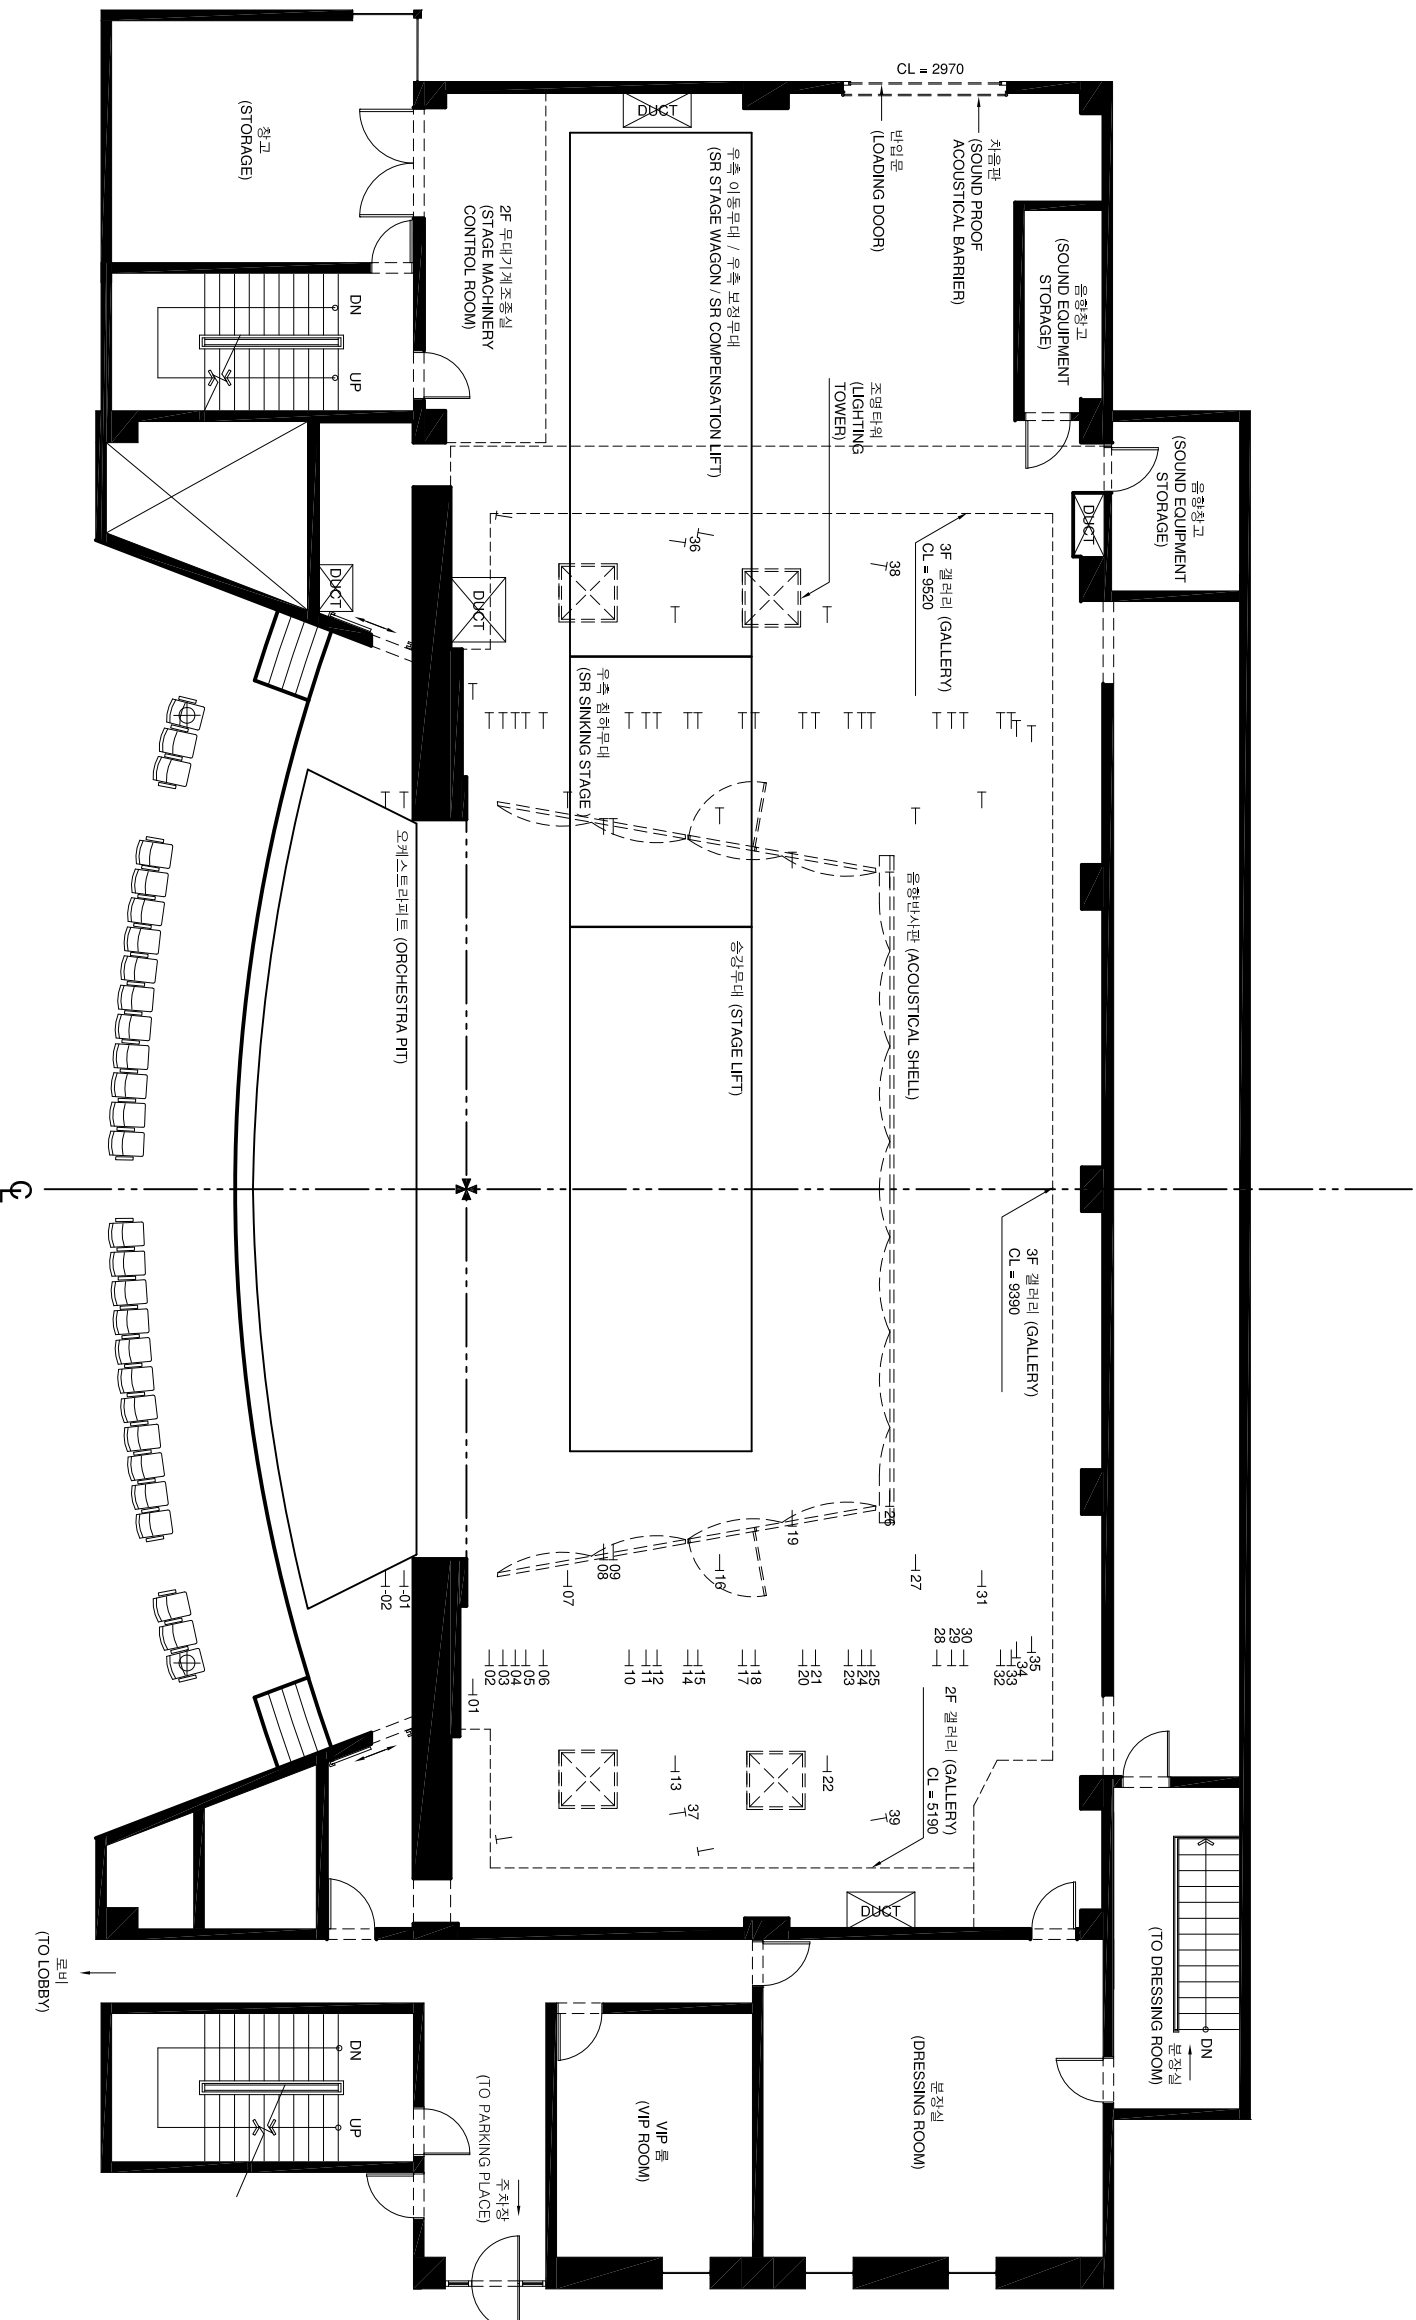 CL = 2970
DUCT
창고
(STORAGE)
반입문
(LOADING DOOR)
차음판
(SOUND PROOF
ACOUSTICAL BARRIER)
2F 무대기계조종실
(STAGE MACHINERY
CONTROL ROOM)
우측 이동무대 / 우측 보정무대
(SR STAGE WAGON / SR COMPENSATION LIFT)
음향창고
(SOUND EQUIPMENT
STORAGE)
DN
UP
조명타워
(LIGHTING
TOWER)
음향창고
(SOUND EQUIPMENT
STORAGE)
DUCT
3F 갤러리 (GALLERY)
CL = 9520
36
38
DUCT
DUCT
우측 침하무대
(SR SINKING STAGE)
오케스트라피트 (ORCHESTRA PIT)
음향반사판 (ACOUSTICAL SHELL)
승강무대 (STAGE LIFT)
CL
3F 갤러리 (GALLERY)
CL = 9390
-02
-01
01
02
03
04
05
06
07
08
09
10
11
12
13
14
15
16
17
18
19
20
21
22
23
24
25
26
27
28
29
30
31
32
33
34
35
37
39
2F 갤러리 (GALLERY)
CL = 5190
DUCT
로비
(TO LOBBY)
DN
UP
주차장
(TO PARKING PLACE)
VIP 룸
(VIP ROOM)
분장실
(DRESSING ROOM)
분장실
(TO DRESSING ROOM)
DN